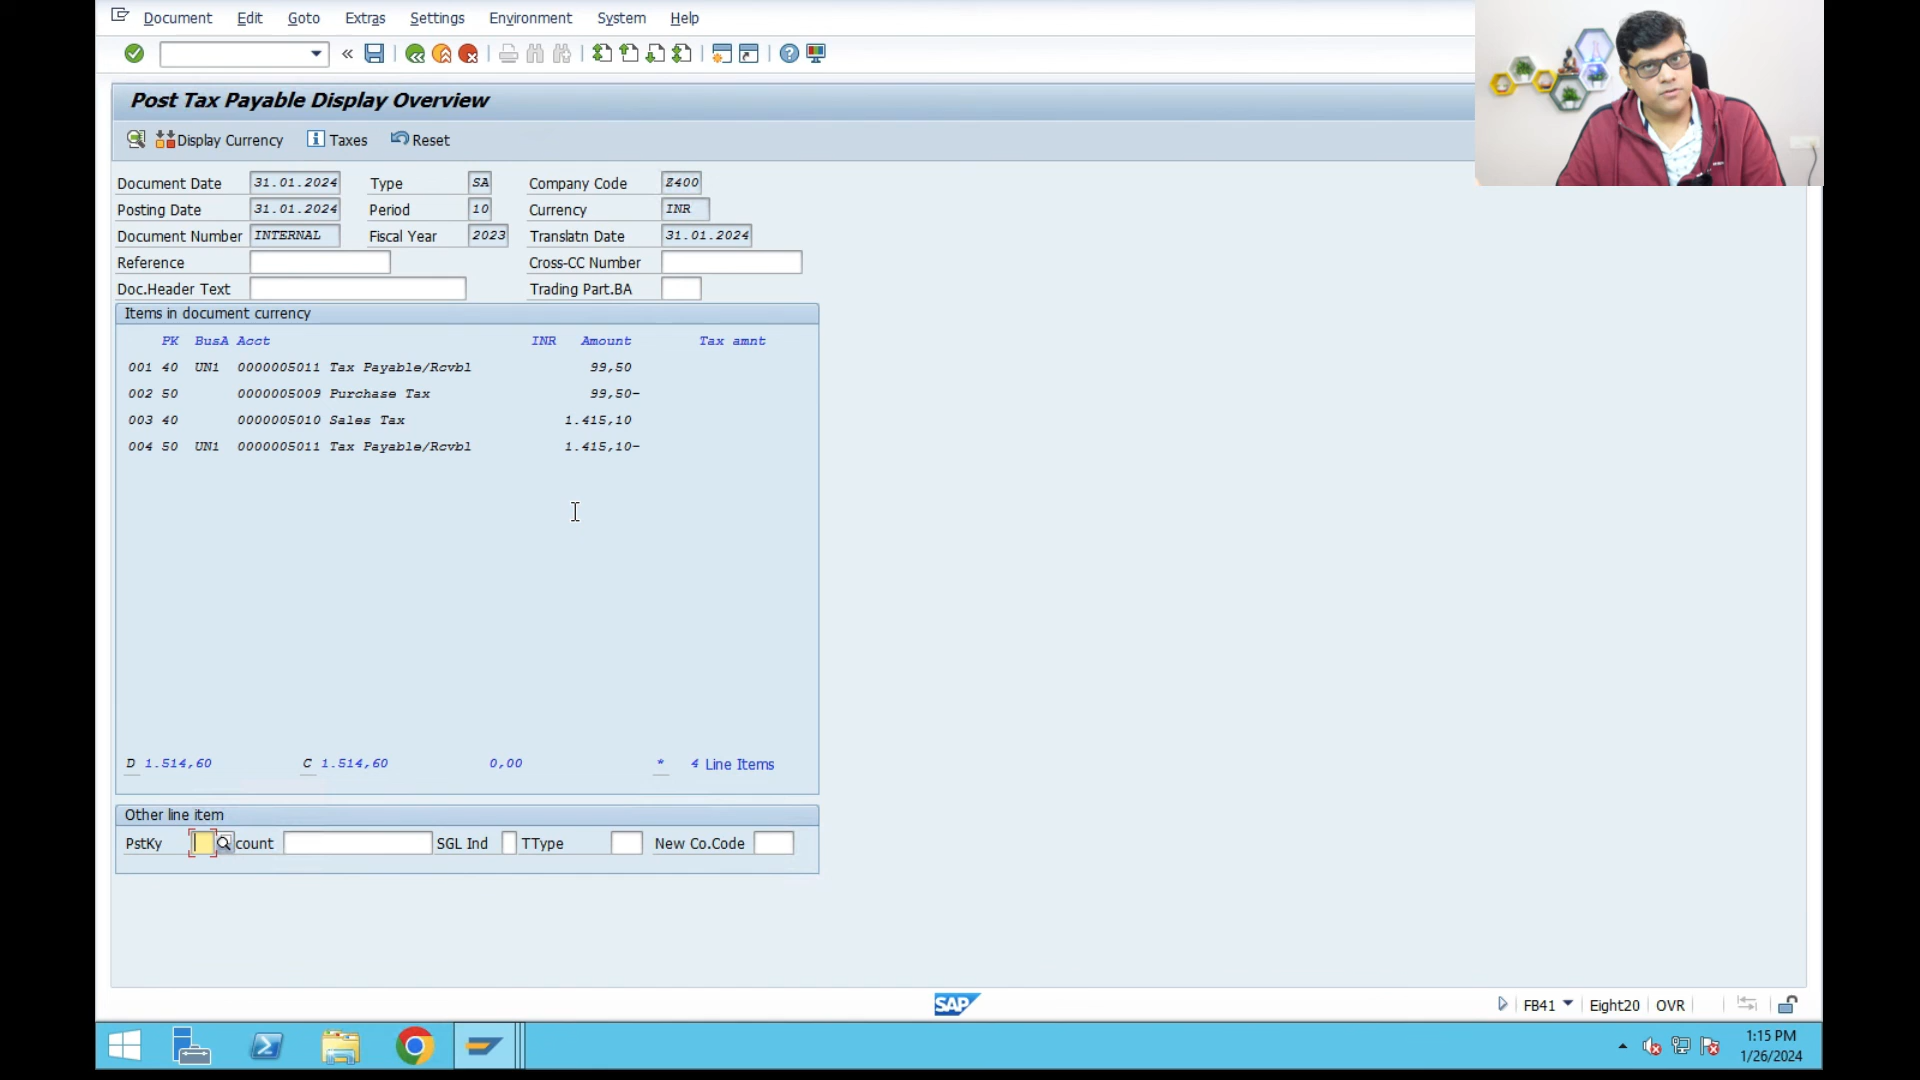 Document Edit Goto Extras Settings Environment System Help
Post Tax Payable Display Overview
Display Currency Taxes Reset
Document Date 31.01.2024 Type SA Company Code Z400
Posting Date 31.01.2024 Period 10 Currency INR
Document Number INTERNAL Fiscal Year 2023 Translatn Date 31.01.2024
Reference Cross-CC Number
Doc.Header Text Trading Part.BA
Items in document currency
PK BusA Acct INR Amount Tax amnt
001 40 UN1 0000005011 Tax Payable/Rcvbl 99,50
002 50 0000005009 Purchase Tax 99,50-
003 40 0000005010 Sales Tax 1.415,10
004 50 UN1 0000005011 Tax Payable/Rcvbl 1.415,10-
D 1.514,60 C 1.514,60 0,00 * 4 Line Items
Other line item
PstKy count SGL Ind TType New Co.Code
SAP FB41 Eight20 OVR
1:15 PM
1/26/2024